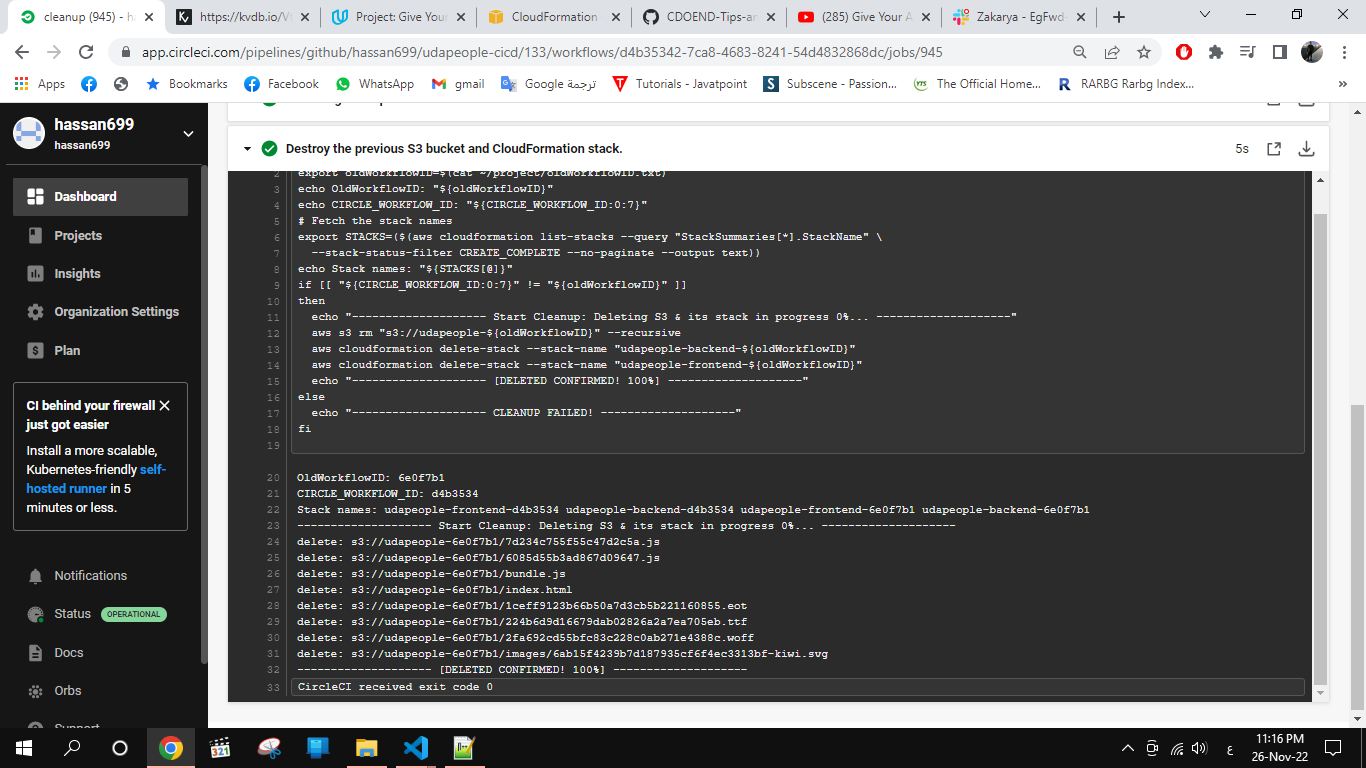 cleanup (945) - h
https://kvdb.io/V
Project: Give Your
CloudFormation
CDOEND-Tips-an
(285) Give Your A
Zakarya - EgFwd-
app.circleci.com/pipelines/github/hassan699/udapeople-cicd/133/workflows/d4b35342-7ca8-4683-8241-54d4832868dc/jobs/945
Apps
Bookmarks
Facebook
WhatsApp
gmail
ترجمة Google
Tutorials - Javatpoint
Subscene - Passion...
The Official Home...
RARBG Rarbg Index...
hassan699
hassan699
Dashboard
Projects
Insights
Organization Settings
Plan
CI behind your firewall
just got easier
Install a more scalable,
Kubernetes-friendly self-
hosted runner in 5
minutes or less.
Notifications
Status OPERATIONAL
Docs
Orbs
Support
Destroy the previous S3 bucket and CloudFormation stack.
5s
2 export oldWorkflowID=$(cat ~/project/oldWorkflowID.txt)
3 echo OldWorkflowID: "${oldWorkflowID}"
4 echo CIRCLE_WORKFLOW_ID: "${CIRCLE_WORKFLOW_ID:0:7}"
5 # Fetch the stack names
6 export STACKS=($(aws cloudformation list-stacks --query "StackSummaries[*].StackName" \
7 --stack-status-filter CREATE_COMPLETE --no-paginate --output text))
8 echo Stack names: "${STACKS[@]}"
9 if [[ "${CIRCLE_WORKFLOW_ID:0:7}" != "${oldWorkflowID}" ]]
10 then
11 echo "-------------------- Start Cleanup: Deleting S3 & its stack in progress 0%... --------------------"
12 aws s3 rm "s3://udapeople-${oldWorkflowID}" --recursive
13 aws cloudformation delete-stack --stack-name "udapeople-backend-${oldWorkflowID}"
14 aws cloudformation delete-stack --stack-name "udapeople-frontend-${oldWorkflowID}"
15 echo "-------------------- [DELETED CONFIRMED! 100%] --------------------"
16 else
17 echo "-------------------- CLEANUP FAILED! --------------------"
18 fi
19
20 OldWorkflowID: 6e0f7b1
21 CIRCLE_WORKFLOW_ID: d4b3534
22 Stack names: udapeople-frontend-d4b3534 udapeople-backend-d4b3534 udapeople-frontend-6e0f7b1 udapeople-backend-6e0f7b1
23 -------------------- Start Cleanup: Deleting S3 & its stack in progress 0%... --------------------
24 delete: s3://udapeople-6e0f7b1/7d234c755f55c47d2c5a.js
25 delete: s3://udapeople-6e0f7b1/6085d55b3ad867d09647.js
26 delete: s3://udapeople-6e0f7b1/bundle.js
27 delete: s3://udapeople-6e0f7b1/index.html
28 delete: s3://udapeople-6e0f7b1/1ceff9123b66b50a7d3cb5b221160855.eot
29 delete: s3://udapeople-6e0f7b1/224b6d9d16679dab02826a2a7ea705eb.ttf
30 delete: s3://udapeople-6e0f7b1/2fa692cd55bfc83c228c0ab271e4388c.woff
31 delete: s3://udapeople-6e0f7b1/images/6ab15f4239b7d187935cf6f4ec3313bf-kiwi.svg
32 -------------------- [DELETED CONFIRMED! 100%] --------------------
33 CircleCI received exit code 0
321
ع
11:16 PM
26-Nov-22